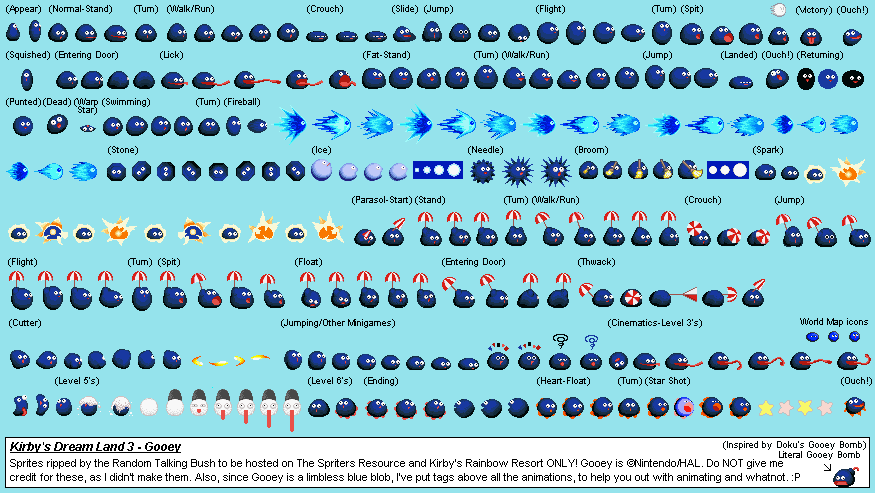 (Appear) (Normal-Stand) (Turn) (Walk/Run) (Crouch) (Slide) (Jump) (Flight) (Turn) (Spit) (Victory) (Ouch!)
(Squished) (Entering Door) (Lick) (Fat-Stand) (Turn) (Walk/Run) (Jump) (Landed) (Ouch!) (Returning)
(Punted) (Dead) (Warp Star) (Swimming) (Turn) (Fireball)
(Stone) (Ice) (Needle) (Broom) (Spark)
(Parasol-Start) (Stand) (Turn) (Walk/Run) (Crouch) (Jump)
(Flight) (Turn) (Spit) (Float) (Entering Door) (Thwack)
(Cutter) (Jumping/Other Minigames) (Cinematics-Level 3's) World Map icons
(Level 5's) (Level 6's) (Ending) (Heart-Float) (Turn) (Star Shot) (Ouch!)
Kirby's Dream Land 3 - Gooey
(Inspired by Doku's Gooey Bomb)
Literal Gooey Bomb
Sprites ripped by the Random Talking Bush to be hosted on The Spriters Resource and Kirby's Rainbow Resort ONLY! Gooey is ©Nintendo/HAL. Do NOT give me
credit for these, as I didn't make them. Also, since Gooey is a limbless blue blob, I've put tags above all the animations, to help you out with animating and whatnot. :P